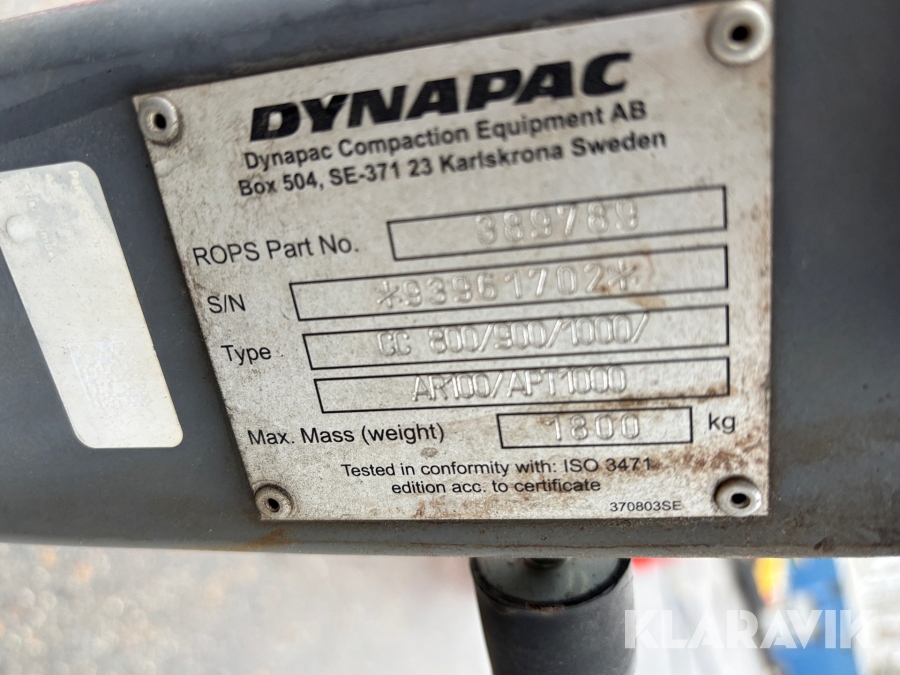 DYNAPAC
Dynapac Compaction Equipment AB
Box 504, SE-371 23 Karlskrona Sweden
ROPS Part No. 389789
S/N *93961702*
Type CC 800/900/1000/
AR100/APT1000
Max. Mass (weight) 1800 kg
Tested in conformity with: ISO 3471
edition acc. to certificate
370803SE
KLARAVIK